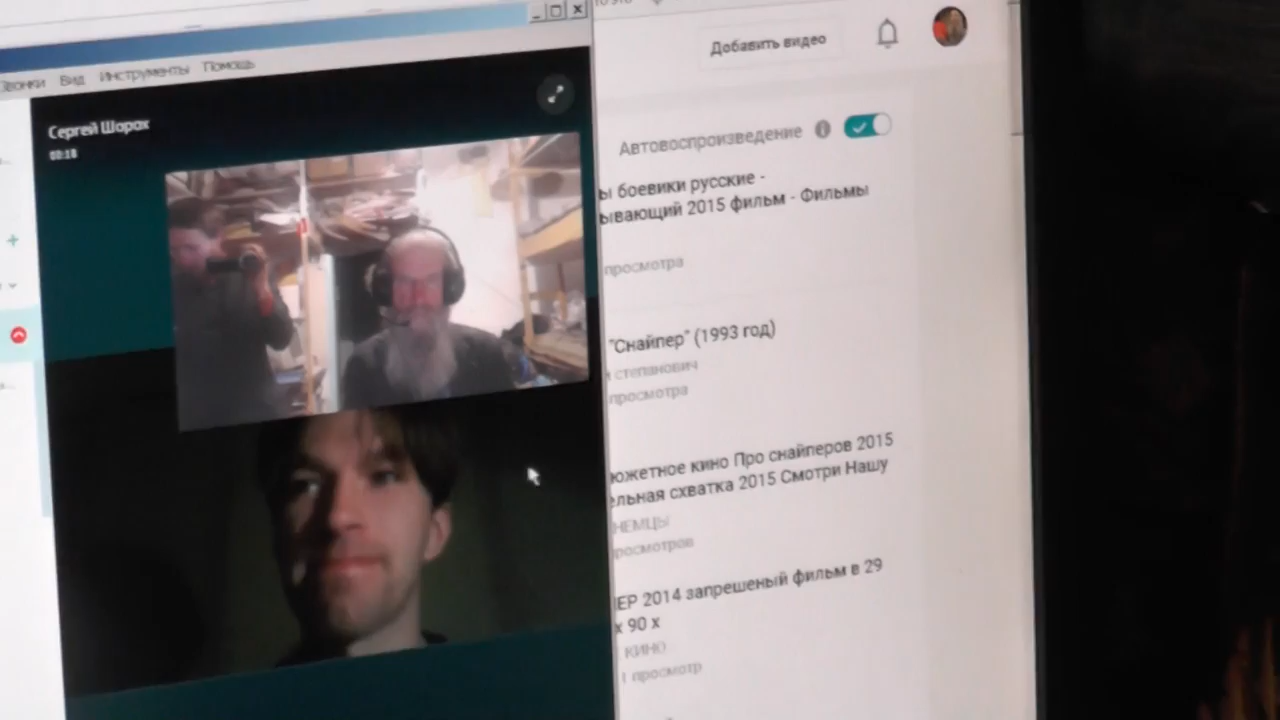 Звонки Вид Инструменты Помощь
Сергей Шарах
03:18
Добавить видео
Автовоспроизведение
ы боевики русские -
ывающий 2015 фильм - Фильмы
просмотра
"Снайпер" (1993 год)
степанович
просмотра
южетное кино Про снайперов 2015
ельная схватка 2015 Смотри Нашу
НЕМЦЫ
росмотров
ЕР 2014 запрешеный фильм в 29
х 90 х
КИНО
1 просмотр